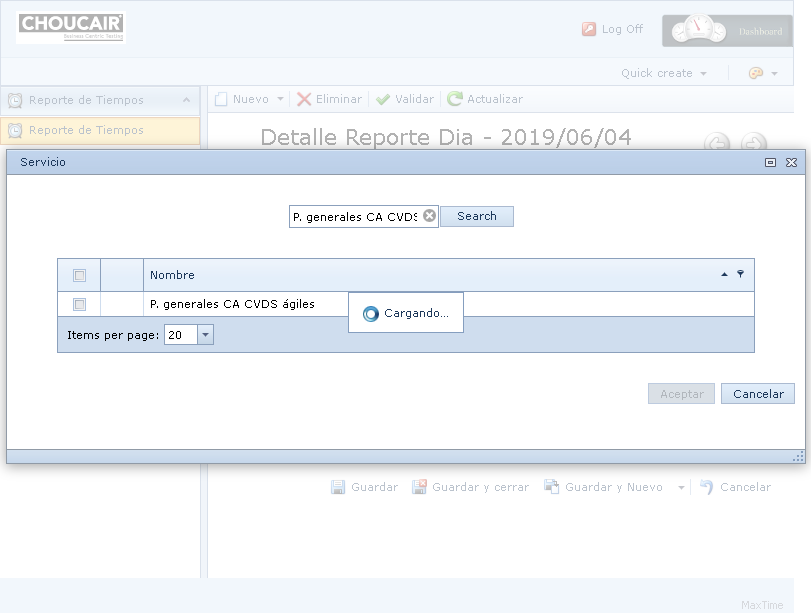 CHOUCAIR
Business Centric Testing
Log Off
Dashboard
Quick create
Reporte de Tiempos
Nuevo Eliminar Validar Actualizar
Reporte de Tiempos
Detalle Reporte Dia - 2019/06/04
Servicio
P. generales CA CVDS
Search
Nombre
P. generales CA CVDS ágiles
Cargando...
Items per page: 20
Aceptar Cancelar
Guardar Guardar y cerrar Guardar y Nuevo Cancelar
MaxTime